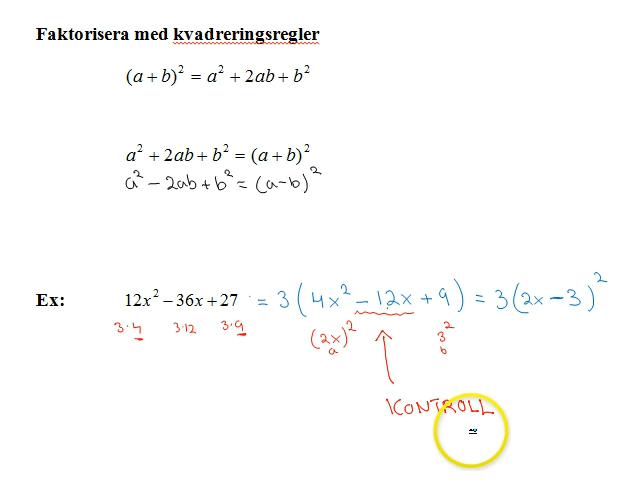 Faktorisera med kvadreringsregler
(a + b)² = a² + 2ab + b²
a² + 2ab + b² = (a + b)²
a² - 2ab + b² = (a-b)²
Ex: 12x² − 36x + 27 = 3(4x² - 12x + 9) = 3(2x - 3)²
3·4 3·12 3·9 (2x)² 3²
a b
KONTROLL